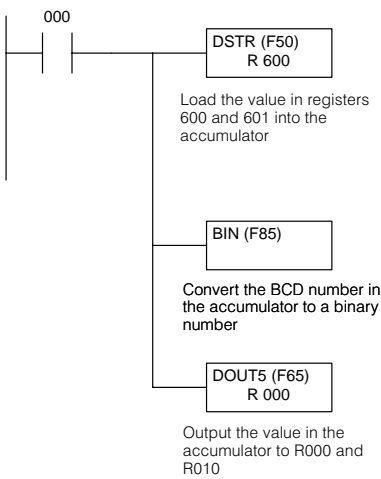 000
DSTR (F50)
R 600
Load the value in registers
600 and 601 into the
accumulator
BIN (F85)
Convert the BCD number in
the accumulator to a binary
number
DOUT5 (F65)
R 000
Output the value in the
accumulator to R000 and
R010